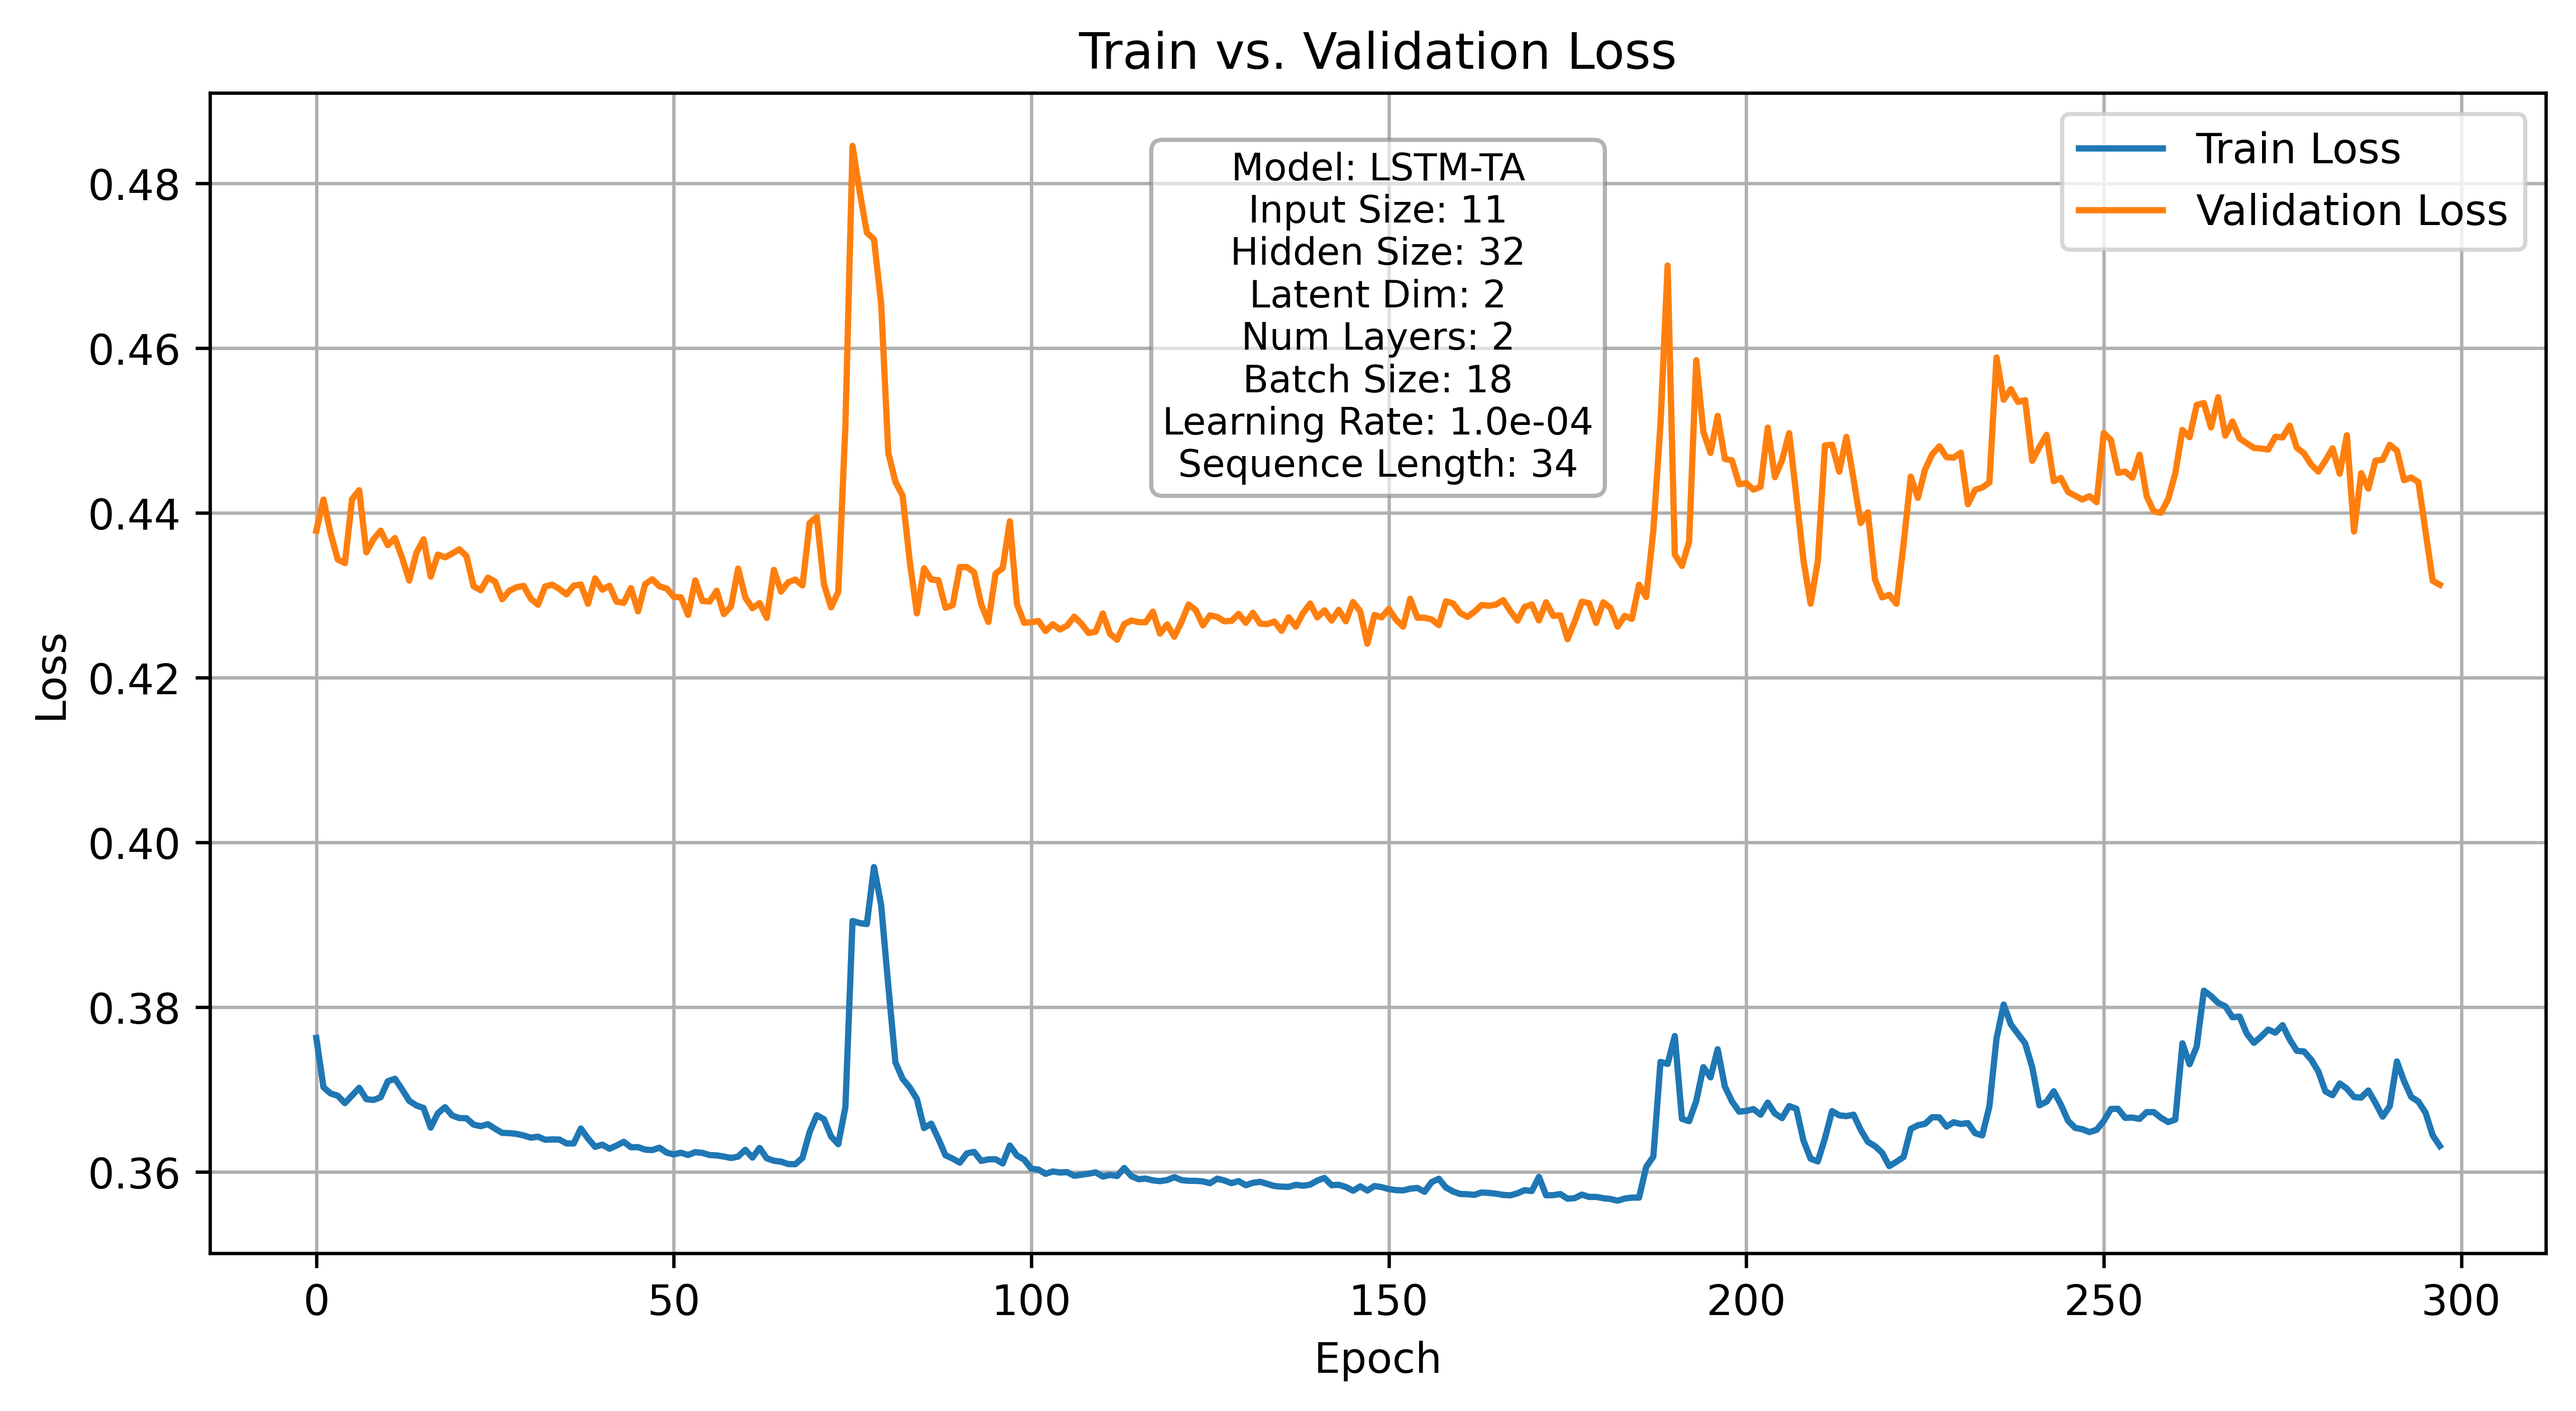 Train vs. Validation Loss
Train Loss
Validation Loss
Model: LSTM-TA
Input Size: 11
Hidden Size: 32
Latent Dim: 2
Num Layers: 2
Batch Size: 18
Learning Rate: 1.0e-04
Sequence Length: 34
Loss
0.48
0.46
0.44
0.42
0.40
0.38
0.36
0 50 100 150 200 250 300
Epoch